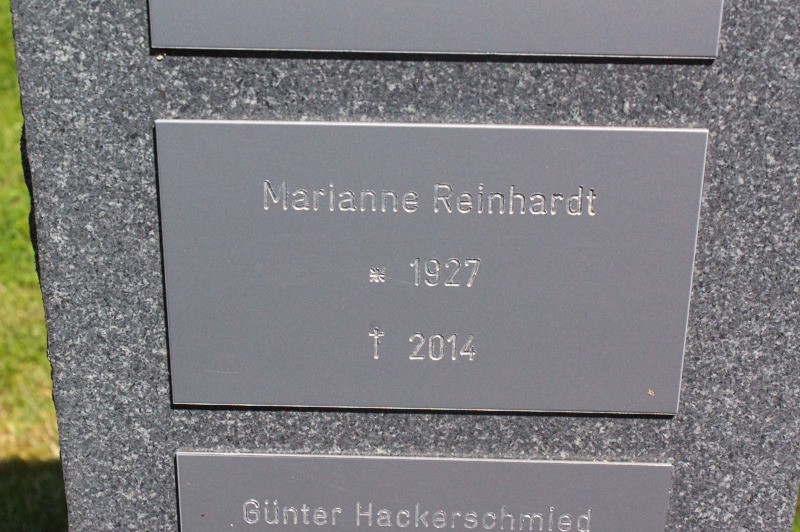 Marianne Reinhardt
* 1927
† 2014
Günter Hackerschmied